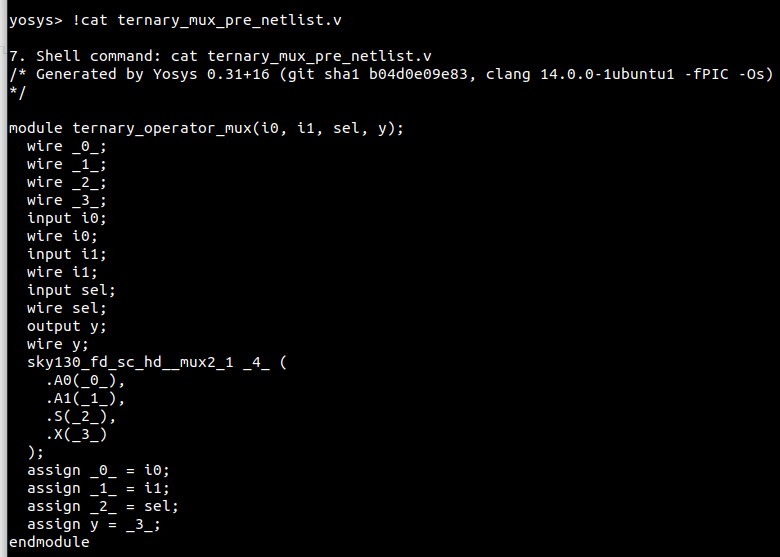 yosys> !cat ternary_mux_pre_netlist.v
7. Shell command: cat ternary_mux_pre_netlist.v
/* Generated by Yosys 0.31+16 (git sha1 b04d0e09e83, clang 14.0.0-1ubuntu1 -fPIC -Os)
*/
module ternary_operator_mux(i0, i1, sel, y);
  wire _0_;
  wire _1_;
  wire _2_;
  wire _3_;
  input i0;
  wire i0;
  input i1;
  wire i1;
  input sel;
  wire sel;
  output y;
  wire y;
  sky130_fd_sc_hd__mux2_1 _4_ (
    .A0(_0_),
    .A1(_1_),
    .S(_2_),
    .X(_3_)
  );
  assign _0_ = i0;
  assign _1_ = i1;
  assign _2_ = sel;
  assign y = _3_;
endmodule